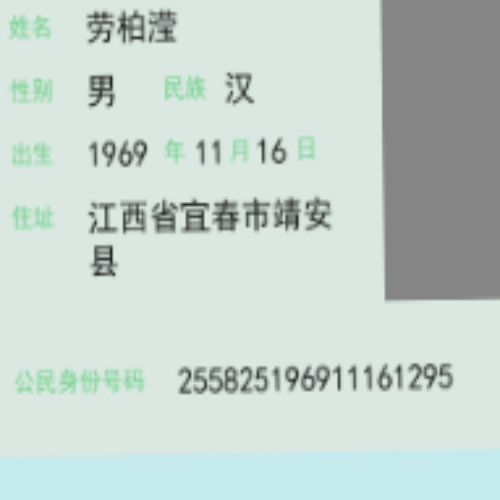 姓名 劳柏滢
性别 男 民族 汉
出生 1969 年 11 月 16 日
住址 江西省宜春市靖安
县
公民身份号码 255825196911161295